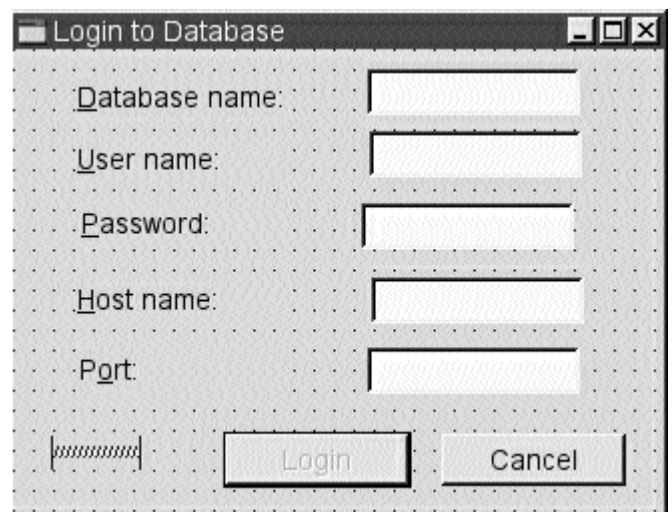 Login to Database
Database name:
User name:
Password:
Host name:
Port:
Login Cancel